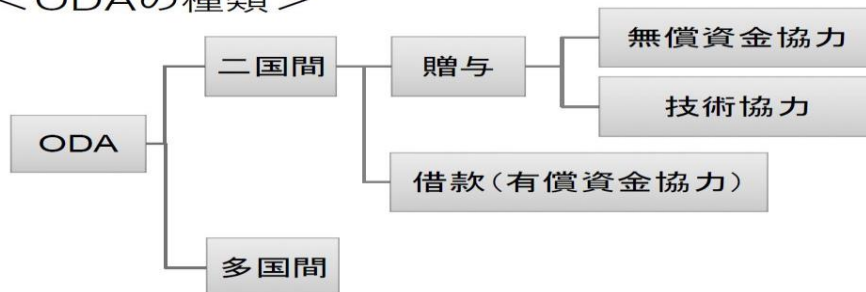 ＜ODAの種類＞
無償資金協力
二国間
贈与
技術協力
ODA
借款（有償資金協力）
多国間